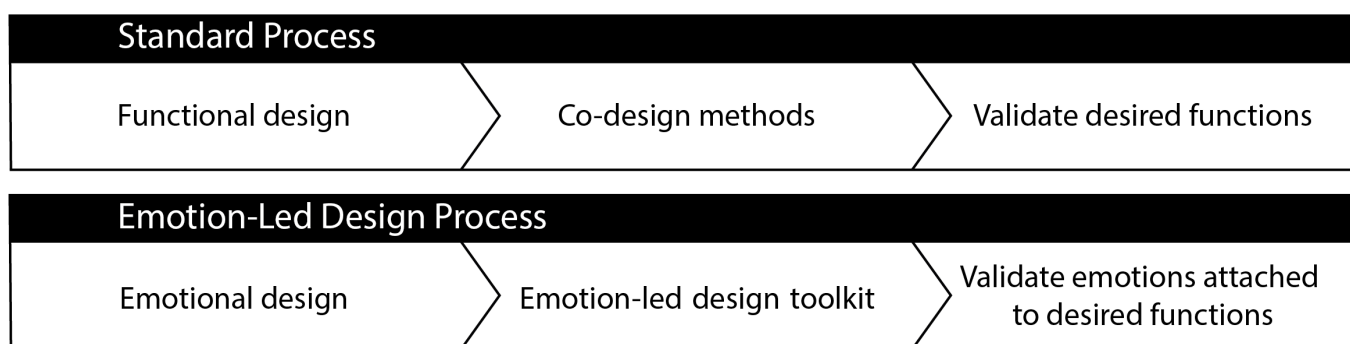 Standard Process
Functional design
Co-design methods
Validate desired functions
Emotion-Led Design Process
Emotional design
Emotion-led design toolkit
Validate emotions attached
to desired functions